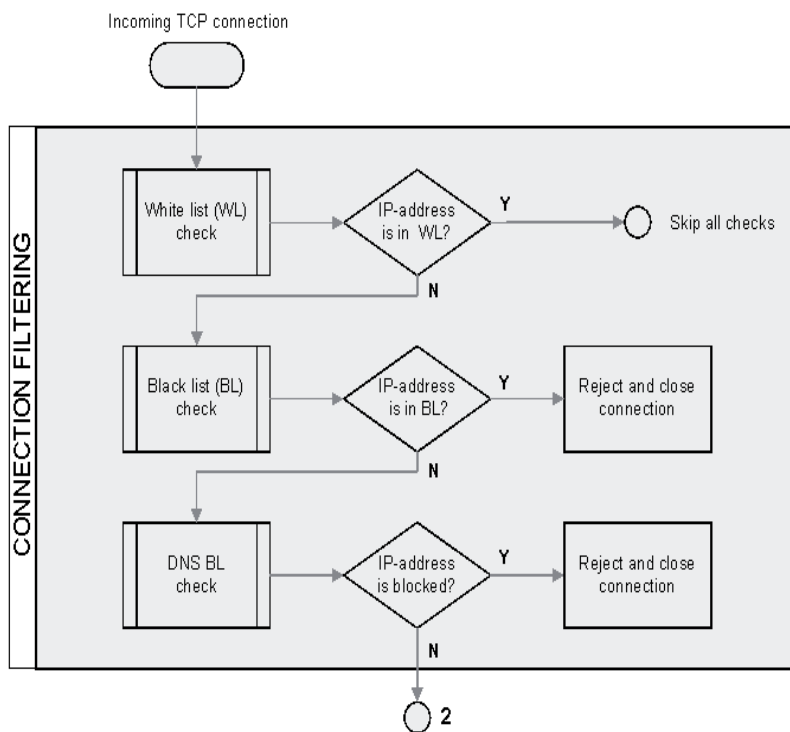 Incoming TCP connection
CONNECTION FILTERING
White list (WL)
check
IP-address
is in WL?
Y
Skip all checks
N
Black list (BL)
check
IP-address
is in BL?
Y
Reject and close
connection
N
DNS BL
check
IP-address
is blocked?
Y
Reject and close
connection
N
2